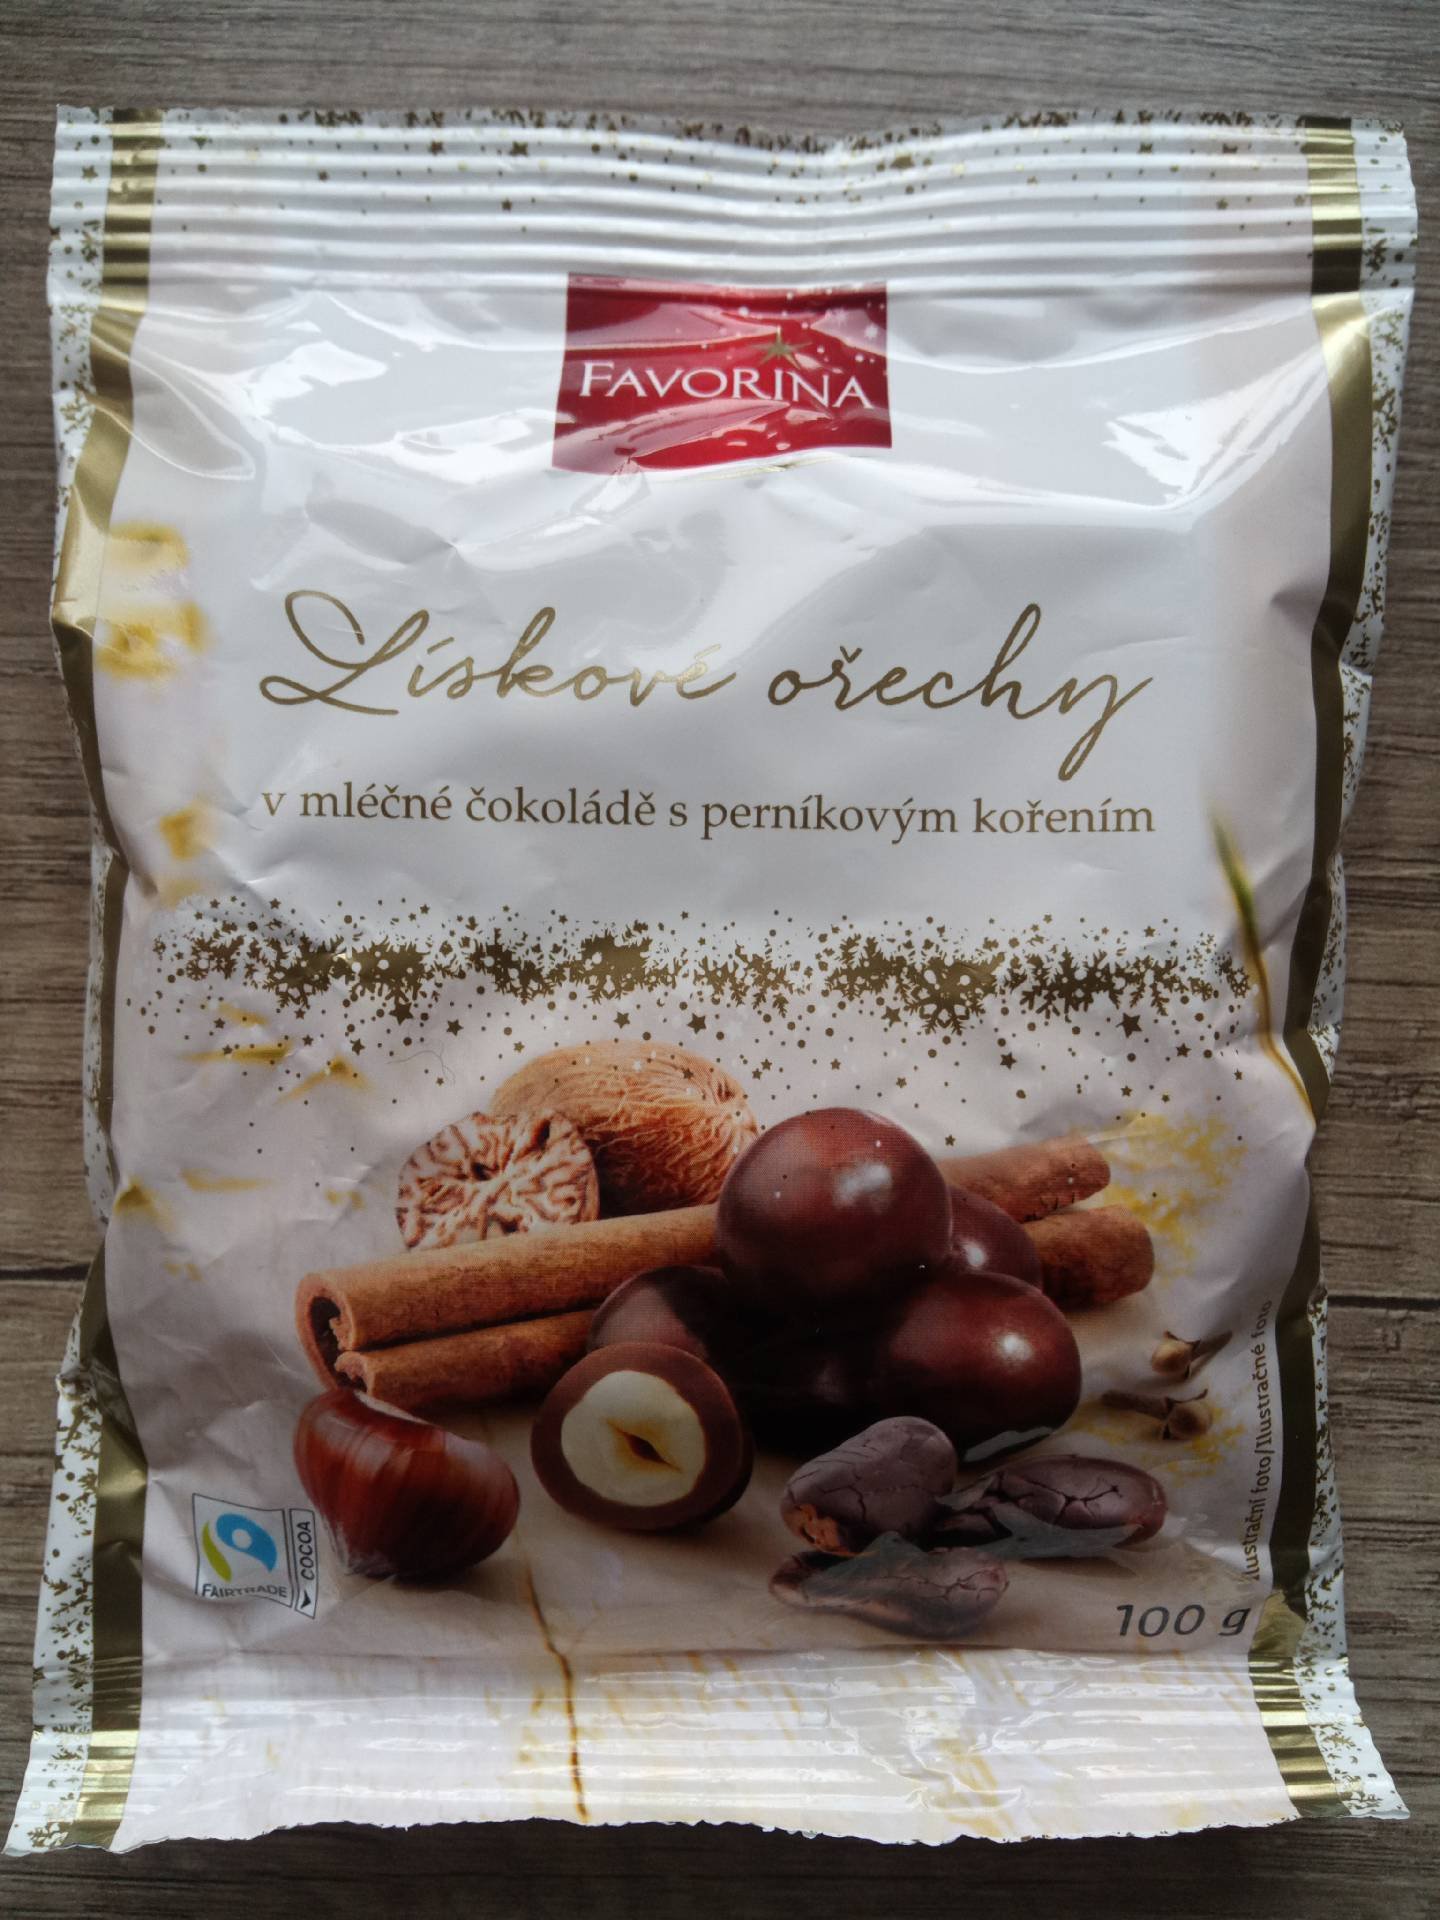 FAVORINA
Lískové ořechy
v mléčné čokoládě s perníkovým kořením
Ilustrační foto/Ilustračné foto
FAIRTRADE
COCOA
100 g